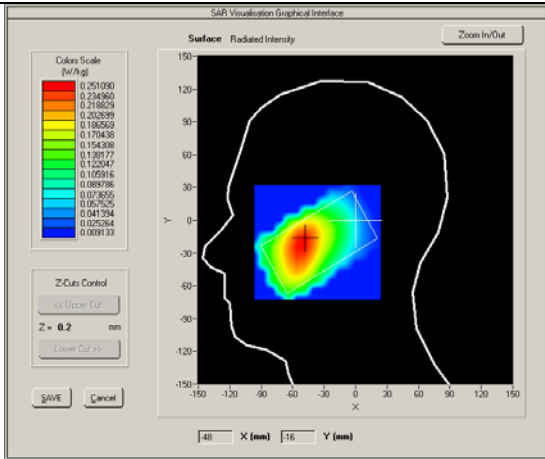 SAR Visualisation Graphical Interface
Surface Radiated Intensity
Zoom In/Out
Colors Scale
(W/kg)
0.251090
0.234960
0.218829
0.202699
0.186569
0.170438
0.154308
0.138177
0.122047
0.105916
0.089786
0.073655
0.057525
0.041394
0.025264
0.009133
150-
120-
90-
60-
30-
Y 0-
-30-
-60-
-90-
-120-
-150-
-150 -120 -90 -60 -30 0 30 60 90 120 150
X
Z-Cuts Control
<< Upper Cut
Z = 0.2 mm
Lower Cut >>
SAVE Cancel
-48 X (mm) -16 Y (mm)